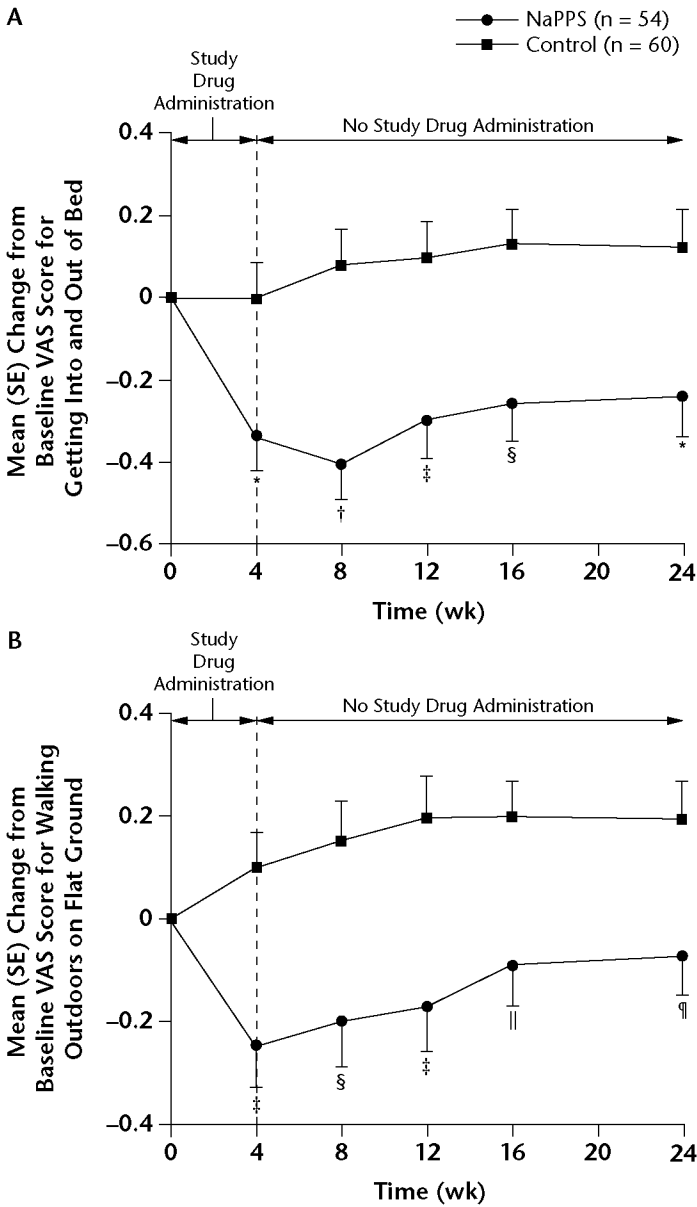 A
NaPPS (n = 54)
Control (n = 60)
Study
Drug
Administration
No Study Drug Administration
Mean (SE) Change from
Baseline VAS Score for
Getting Into and Out of Bed
0.4
0.2
0
–0.2
–0.4
–0.6
*
†
‡
§
*
0 4 8 12 16 20 24
Time (wk)
B
Study
Drug
Administration
No Study Drug Administration
Mean (SE) Change from
Baseline VAS Score for Walking
Outdoors on Flat Ground
0.4
0.2
0
–0.2
–0.4
‡
§
‡
||
¶
0 4 8 12 16 20 24
Time (wk)